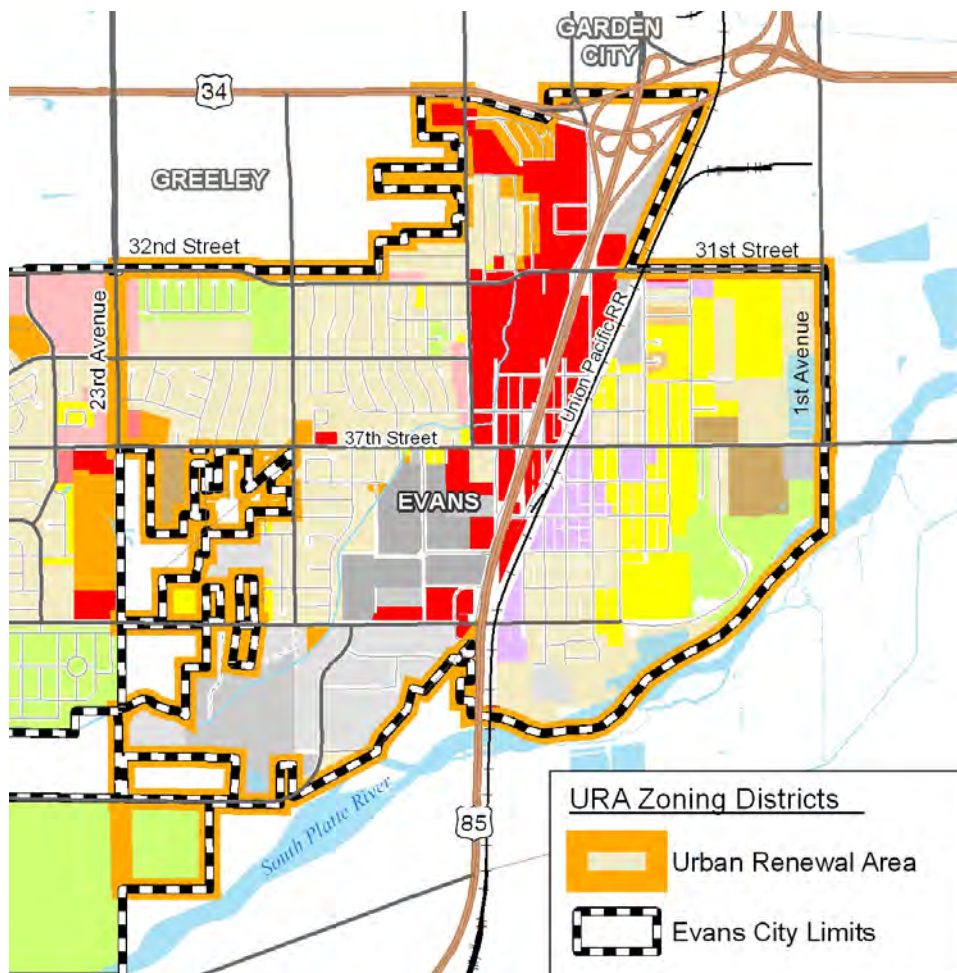 GARDEN
CITY
34
GREELEY
32nd Street
31st Street
23rd Avenue
Union Pacific RR
1st Avenue
37th Street
EVANS
South Platte River
85
URA Zoning Districts
Urban Renewal Area
Evans City Limits